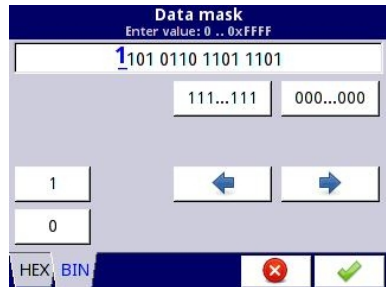 Data mask
Enter value: 0 .. 0xFFFF
1101 0110 1101 1101
111...111 000...000
1
0
HEX BIN